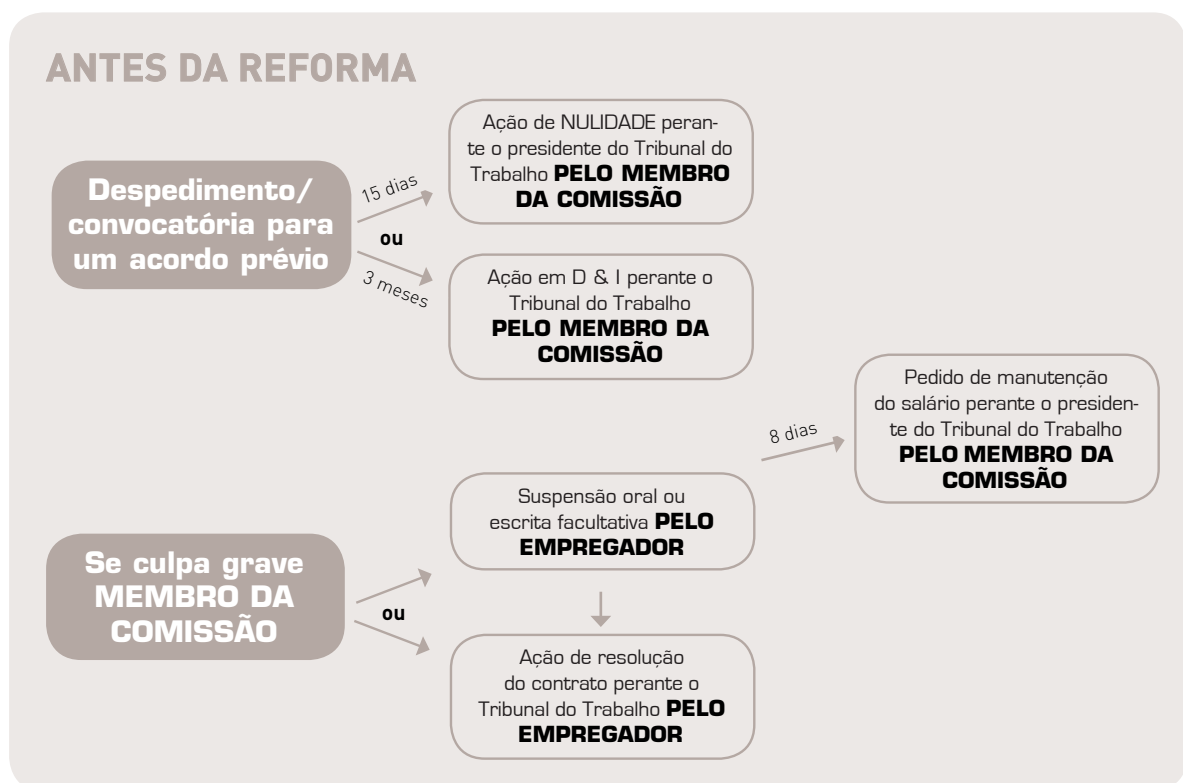 ANTES DA REFORMA
Despedimento/
convocatória para
um acordo prévio
15 dias
ou
3 meses
Ação de NULIDADE peran-
te o presidente do Tribunal do
Trabalho PELO MEMBRO
DA COMISSÃO
Ação em D & I perante o
Tribunal do Trabalho
PELO MEMBRO DA
COMISSÃO
Se culpa grave
MEMBRO DA
COMISSÃO
ou
Suspensão oral ou
escrita facultativa PELO
EMPREGADOR
8 dias
Pedido de manutenção
do salário perante o presiden-
te do Tribunal do Trabalho
PELO MEMBRO DA
COMISSÃO
Ação de resolução
do contrato perante o
Tribunal do Trabalho PELO
EMPREGADOR